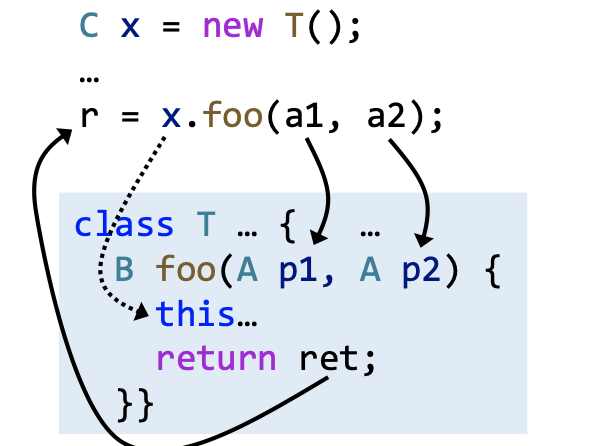 C x = new T();
…
r = x.foo(a1, a2);
class T … { …
B foo(A p1, A p2) {
this…
return ret;
}}